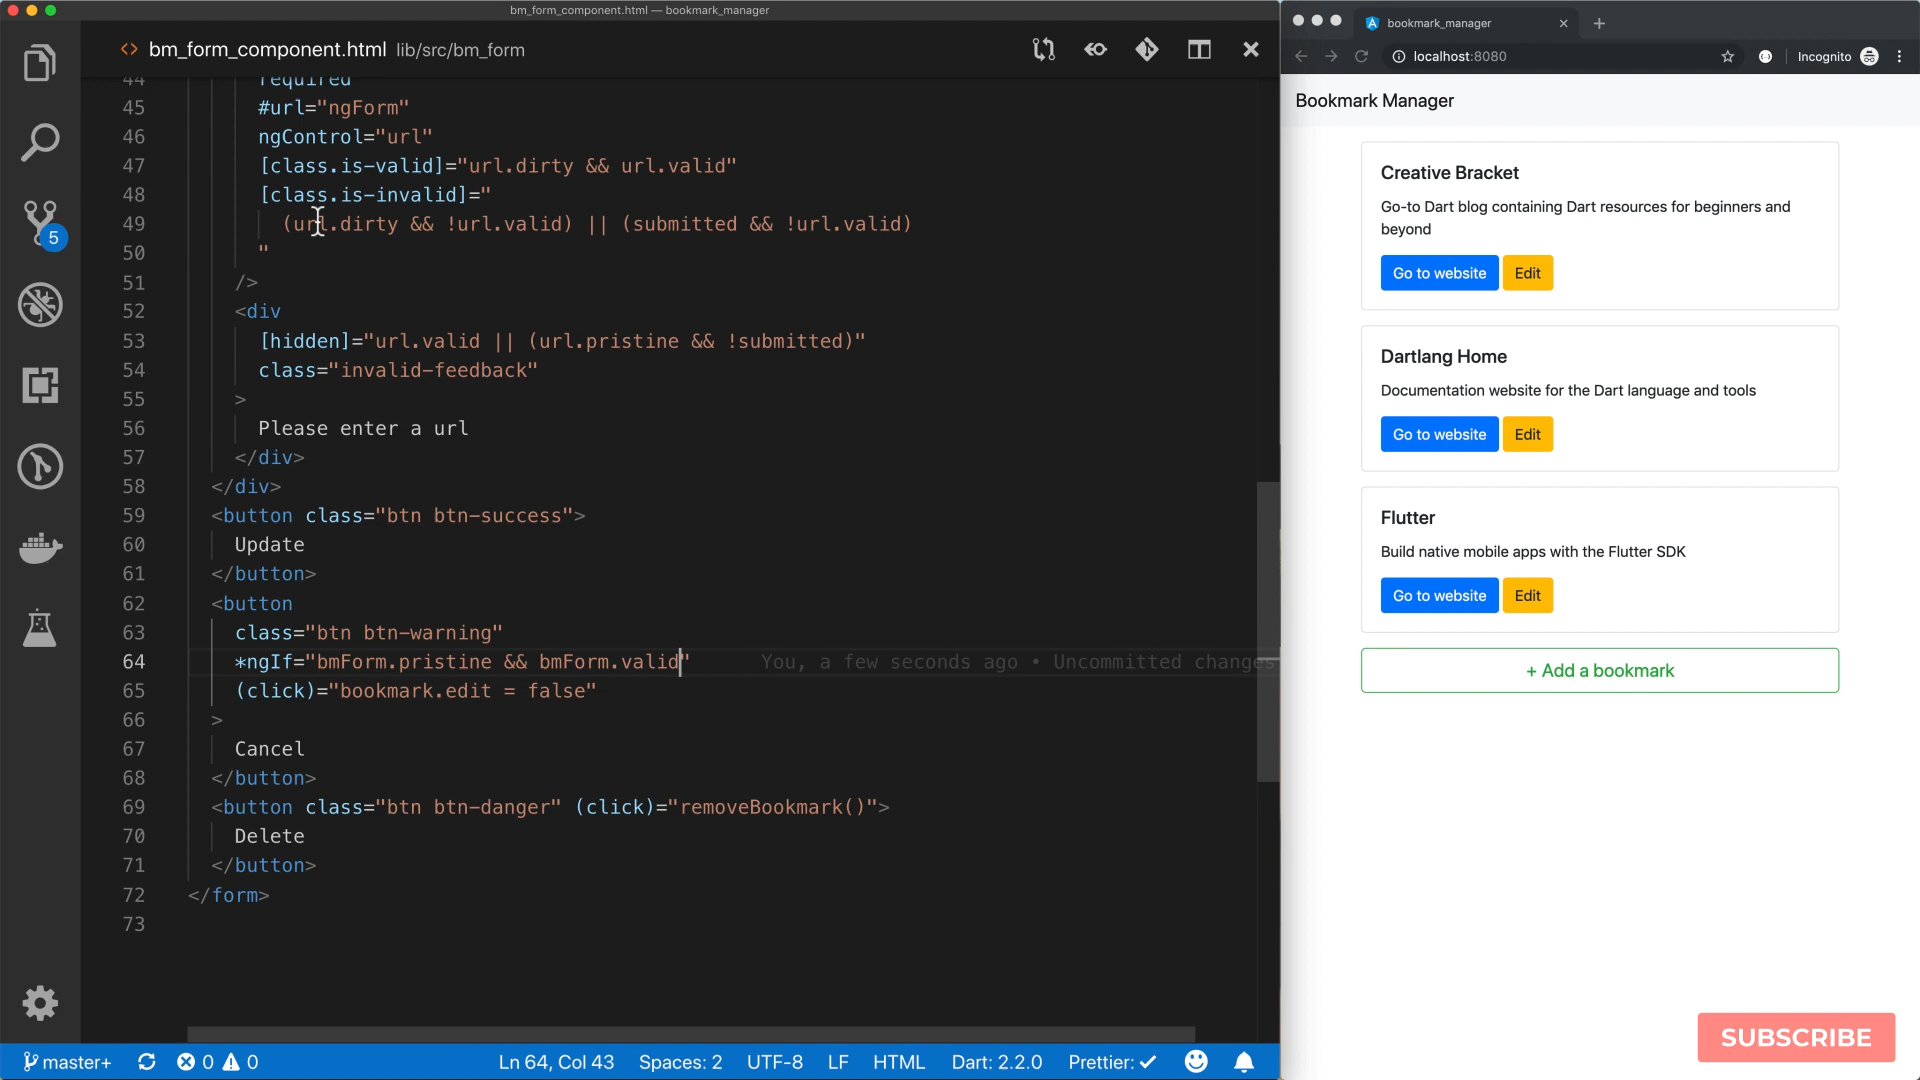 bm_form_component.html — bookmark_manager
bm_form_component.html lib/src/bm_form
44 required
45 #url="ngForm"
46 ngControl="url"
47 [class.is-valid]="url.dirty && url.valid"
48 [class.is-invalid]="
49 (url.dirty && !url.valid) || (submitted && !url.valid)
50 "
51 />
52 <div
53 [hidden]="url.valid || (url.pristine && !submitted)"
54 class="invalid-feedback"
55 >
56 Please enter a url
57 </div>
58 </div>
59 <button class="btn btn-success">
60 Update
61 </button>
62 <button
63 class="btn btn-warning"
64 *ngIf="bmForm.pristine && bmForm.valid" You, a few seconds ago • Uncommitted changes
65 (click)="bookmark.edit = false"
66 >
67 Cancel
68 </button>
69 <button class="btn btn-danger" (click)="removeBookmark()">
70 Delete
71 </button>
72 </form>
73
5
master+ 0 0 Ln 64, Col 43 Spaces: 2 UTF-8 LF HTML Dart: 2.2.0 Prettier: ✓
bookmark_manager
localhost:8080 Incognito
Bookmark Manager
Creative Bracket
Go-to Dart blog containing Dart resources for beginners and
beyond
Go to website Edit
Dartlang Home
Documentation website for the Dart language and tools
Go to website Edit
Flutter
Build native mobile apps with the Flutter SDK
Go to website Edit
+ Add a bookmark
SUBSCRIBE